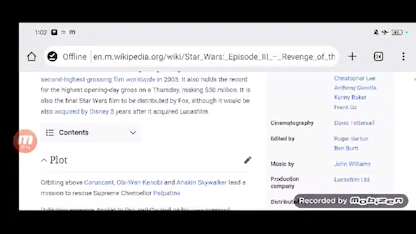 1:02 m
Offline en.m.wikipedia.org/wiki/Star_Wars:_Episode_III_–_Revenge_of_th
second-highest-grossing film worldwide in 2005. It also holds the record
for the highest opening-day gross on a Thursday, making $50 million. It is
also the final Star Wars film to be distributed by Fox, although it would be
also acquired by Disney 5 years after it acquired Lucasfilm.
Contents
Plot
Orbiting above Coruscant, Obi-Wan Kenobi and Anakin Skywalker lead a
mission to rescue Supreme Chancellor Palpatine
Christopher Lee
Anthony Daniels
Kenny Baker
Frank Oz
Cinematography David Tattersall
Edited by Roger Barton
Ben Burtt
Music by John Williams
Production company Lucasfilm Ltd.
Recorded by mobizen